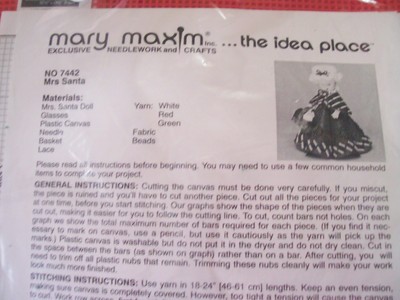 mary maxim® Inc. ...the idea place™
EXCLUSIVE NEEDLEWORK and CRAFTS
NO 7442
Mrs Santa
Materials:
Mrs. Santa Doll Yarn: White
Glasses Red
Plastic Canvas Green
Needle Fabric
Basket Beads
Lace
Please read all instructions before beginning. You may need to use a few common household
items to complete your project.
GENERAL INSTRUCTIONS: Cutting the canvas must be done very carefully. If you miscut,
the piece is ruined and you'll have to cut another piece. Cut out all the pieces for your project
at one time, before you start stitching. Our graphs show the shape of the pieces when they are
cut out, making it easier for you to follow the cutting line. To cut, count bars not holes. On each
graph we show the total maximum number of bars required for each piece. (If you find it nec-
essary to mark on canvas, use a pencil, but use it cautiously as the yarn will pick up the
marks.) Plastic canvas is washable but do not put it in the dryer and do not dry clean. Cut in
the space between the bars (as shown on graph) rather than on a bar. After cutting, you will
need to trim off all plastic nubs that remain. Trimming these nubs cleanly will make your work
look much more finished.
STITCHING INSTRUCTIONS: Use yarn in 18-24" [46-61 cm] lengths. Keep an even tension,
making sure canvas is completely covered. However, too tight a tension will cause the canvas
to curl. Work